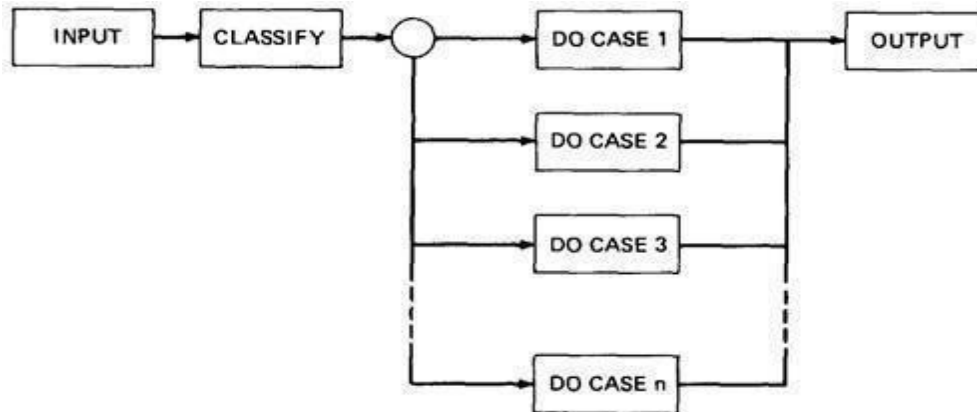 INPUT
CLASSIFY
DO CASE 1
OUTPUT
DO CASE 2
DO CASE 3
DO CASE n